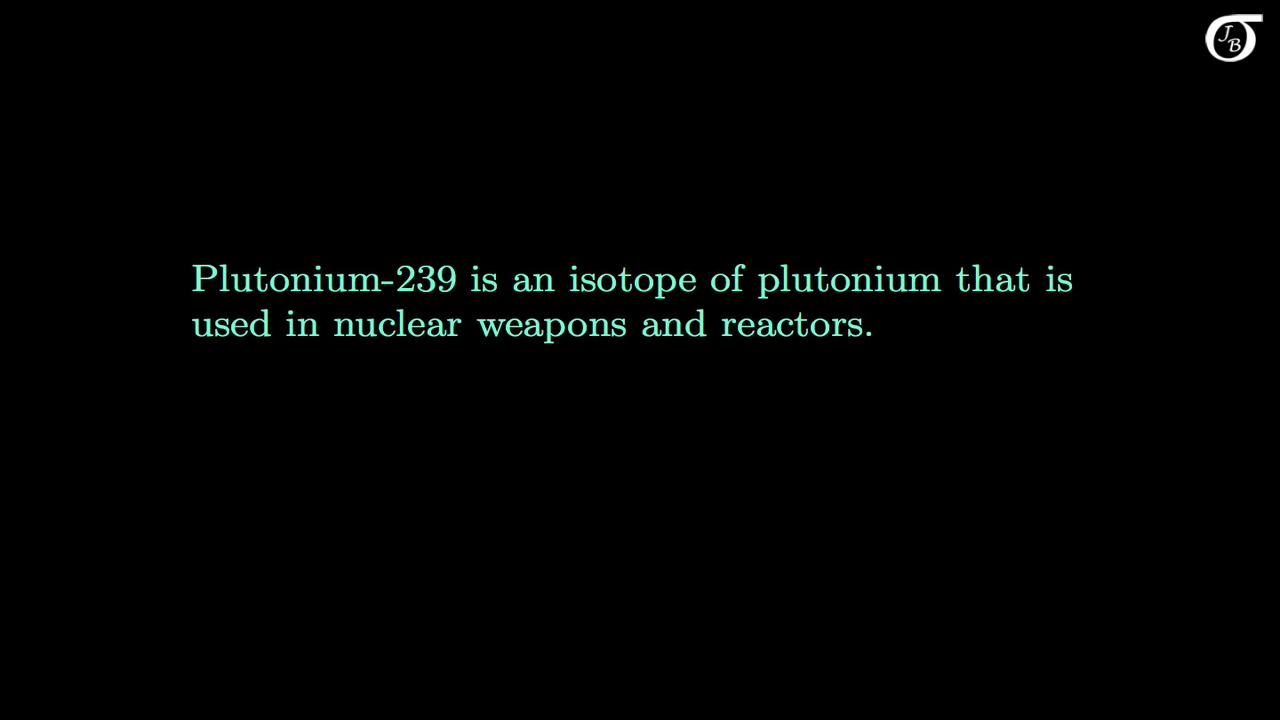 J
B
Plutonium-239 is an isotope of plutonium that is
used in nuclear weapons and reactors.